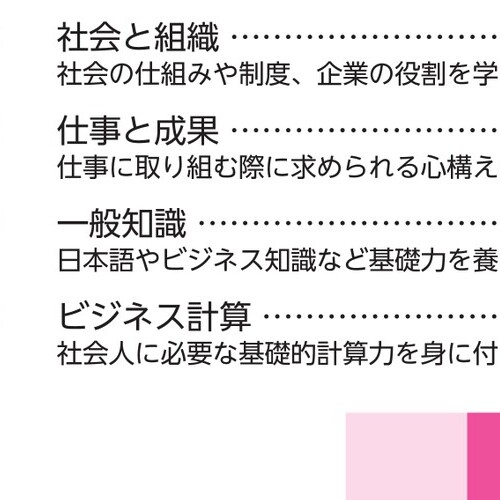 社会と組織 ……………………
社会の仕組みや制度、企業の役割を学
仕事と成果 ……………………
仕事に取り組む際に求められる心構え
一般知識 ………………………
日本語やビジネス知識など基礎力を養
ビジネス計算 …………………
社会人に必要な基礎的計算力を身に付